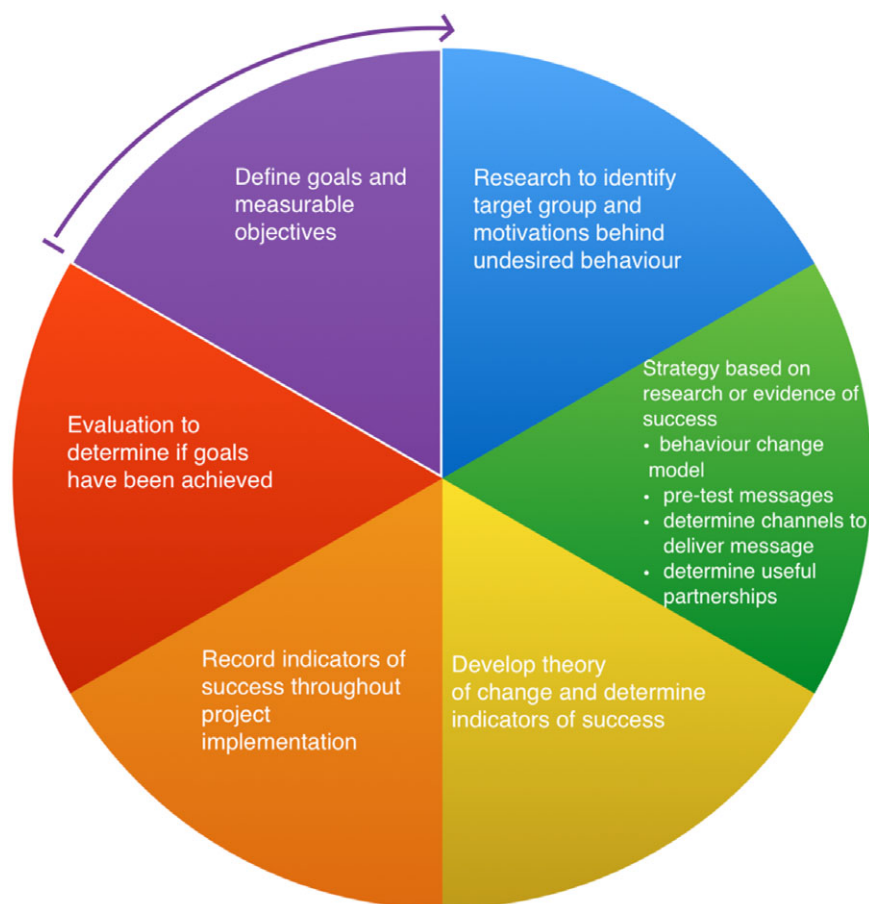 Define goals and
measurable
objectives
Research to identify
target group and
motivations behind
undesired behaviour
Strategy based on
research or evidence of
success
• behaviour change
model
• pre-test messages
• determine channels to
deliver message
• determine useful
partnerships
Develop theory
of change and determine
indicators of success
Record indicators of
success throughout
project
implementation
Evaluation to
determine if goals
have been achieved